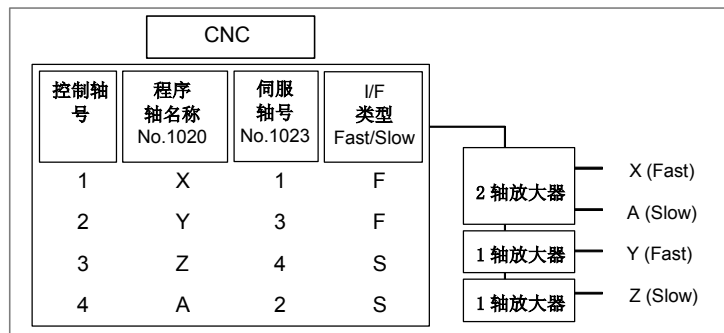 CNC
控制轴 程序 伺服 I/F
号 轴名称 轴号 类型
No.1020 No.1023 Fast/Slow
1 X 1 F
2 Y 3 F
3 Z 4 S
4 A 2 S
2 轴放大器
1 轴放大器
1 轴放大器
X (Fast)
A (Slow)
Y (Fast)
Z (Slow)